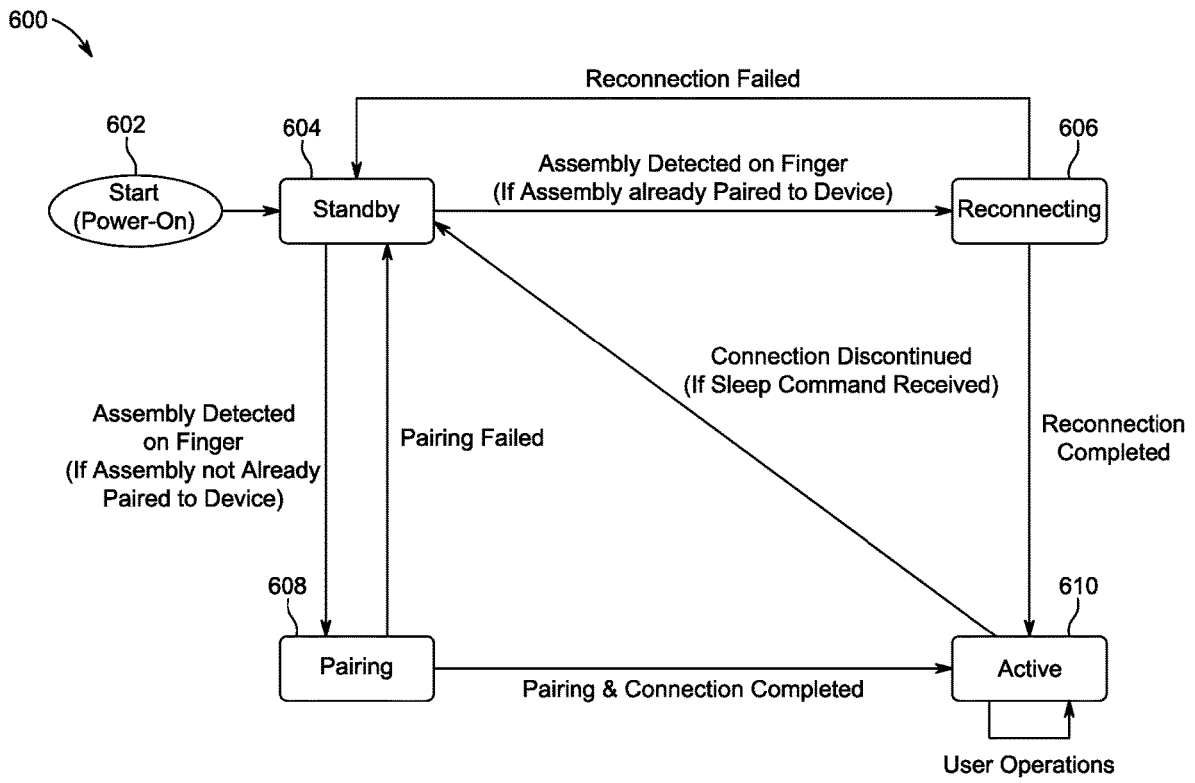 600
Reconnection Failed
602
604
606
Start
(Power-On)
Standby
Assembly Detected on Finger
(If Assembly already Paired to Device)
Reconnecting
Connection Discontinued
(If Sleep Command Received)
Assembly Detected
on Finger
(If Assembly not Already
Paired to Device)
Pairing Failed
Reconnection
Completed
608
610
Pairing
Pairing & Connection Completed
Active
User Operations